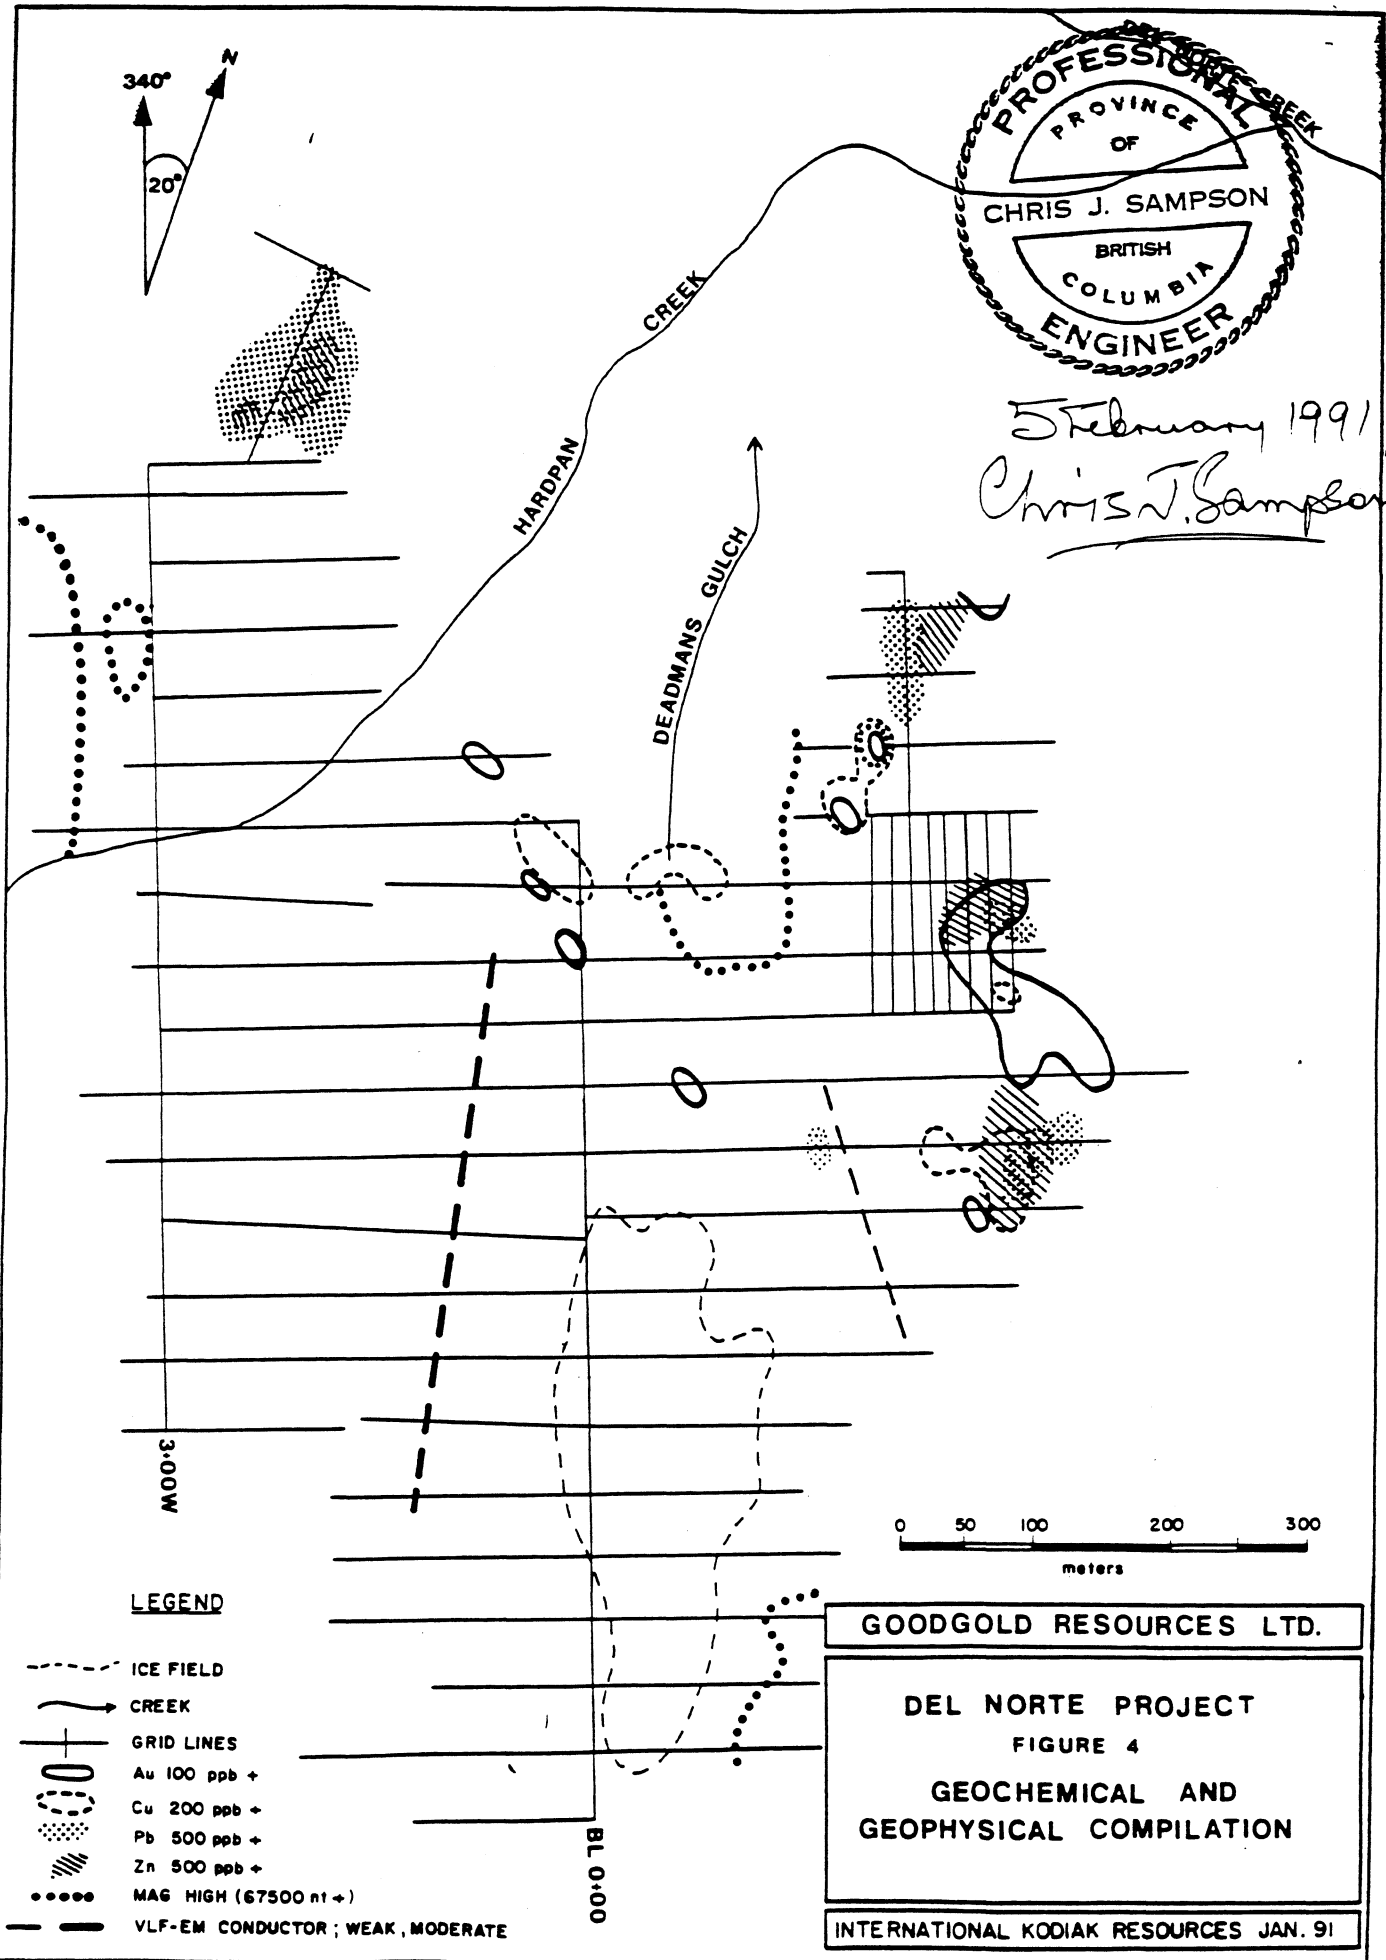 N
340°
20°
DEL NORTE CREEK
PROFESSIONAL
PROVINCE
OF
CHRIS J. SAMPSON
BRITISH
COLUMBIA
ENGINEER
5 February 1991
Chris J. Sampson
HARDPAN CREEK
DEADMANS GULCH
3+00W
BL 0+00
0 50 100 200 300
meters
LEGEND
ICE FIELD
CREEK
GRID LINES
Au 100 ppb +
Cu 200 ppb +
Pb 500 ppb +
Zn 500 ppb +
MAG HIGH (67500 nt +)
VLF-EM CONDUCTOR ; WEAK , MODERATE
GOODGOLD RESOURCES LTD.
DEL NORTE PROJECT
FIGURE 4
GEOCHEMICAL AND
GEOPHYSICAL COMPILATION
INTERNATIONAL KODIAK RESOURCES JAN. 91